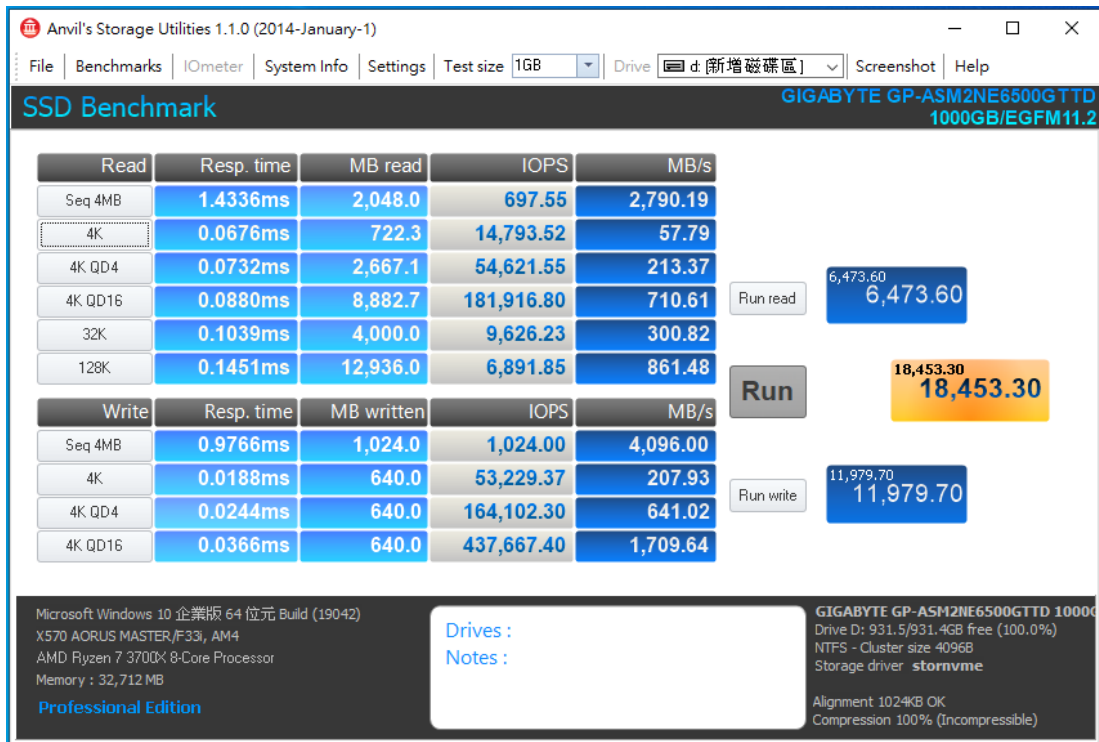 Anvil's Storage Utilities 1.1.0 (2014-January-1)
File Benchmarks IOmeter System Info Settings Test size 1GB Drive d: [新增磁碟區] Screenshot Help
SSD Benchmark
GIGABYTE GP-ASM2NE6500GTTD
1000GB/EGFM11.2
Read Resp. time MB read IOPS MB/s
Seq 4MB 1.4336ms 2,048.0 697.55 2,790.19
4K 0.0676ms 722.3 14,793.52 57.79
4K QD4 0.0732ms 2,667.1 54,621.55 213.37
4K QD16 0.0880ms 8,882.7 181,916.80 710.61
32K 0.1039ms 4,000.0 9,626.23 300.82
128K 0.1451ms 12,936.0 6,891.85 861.48
Run read
6,473.60
6,473.60
Run
18,453.30
18,453.30
Write Resp. time MB written IOPS MB/s
Seq 4MB 0.9766ms 1,024.0 1,024.00 4,096.00
4K 0.0188ms 640.0 53,229.37 207.93
4K QD4 0.0244ms 640.0 164,102.30 641.02
4K QD16 0.0366ms 640.0 437,667.40 1,709.64
Run write
11,979.70
11,979.70
Microsoft Windows 10 企業版 64 位元 Build (19042)
X570 AORUS MASTER/F33i, AM4
AMD Ryzen 7 3700X 8-Core Processor
Memory : 32,712 MB
Professional Edition
Drives :
Notes :
GIGABYTE GP-ASM2NE6500GTTD 1000G
Drive D: 931.5/931.4GB free (100.0%)
NTFS - Cluster size 4096B
Storage driver stornvme
Alignment 1024KB OK
Compression 100% (Incompressible)